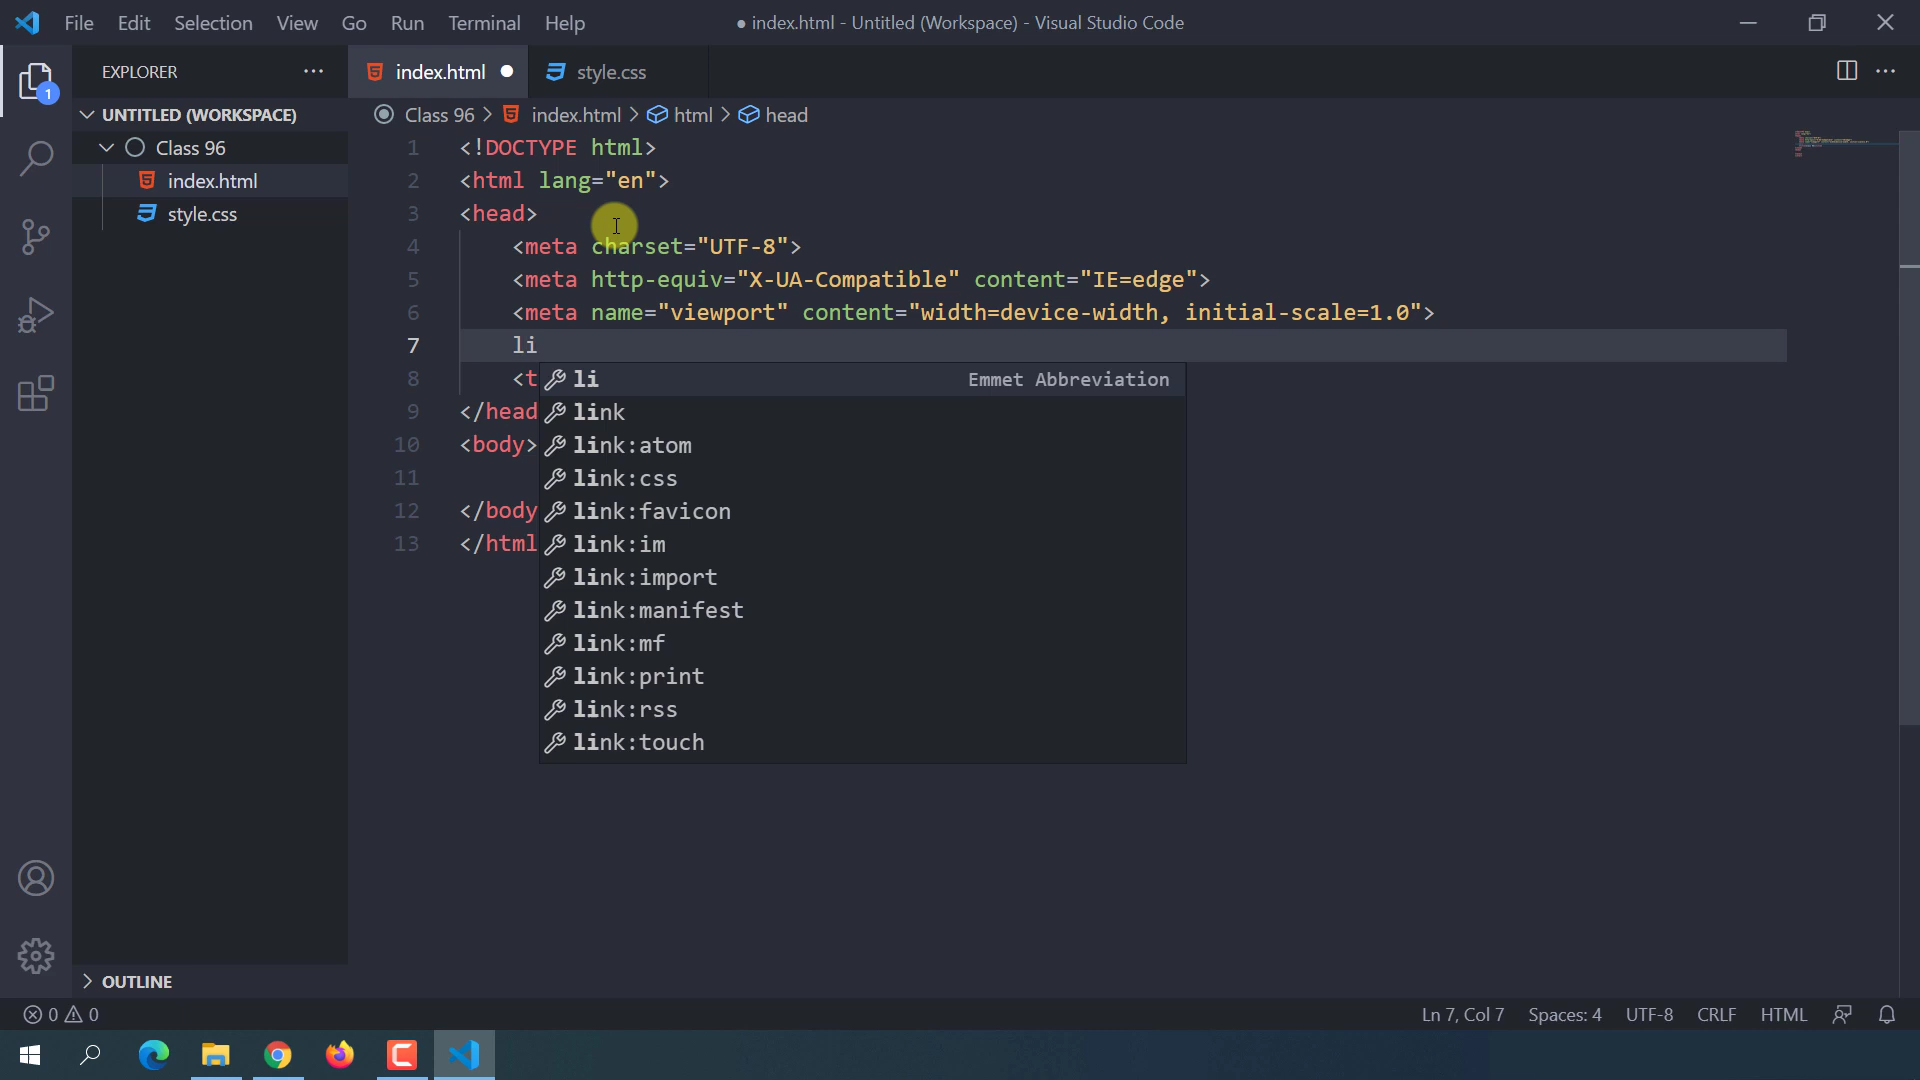 File Edit Selection View Go Run Terminal Help
● index.html - Untitled (Workspace) - Visual Studio Code
EXPLORER
index.html
style.css
1
UNTITLED (WORKSPACE)
Class 96 > index.html > html > head
Class 96
index.html
style.css
1 <!DOCTYPE html>
2 <html lang="en">
3 <head>
4 <meta charset="UTF-8">
5 <meta http-equiv="X-UA-Compatible" content="IE=edge">
6 <meta name="viewport" content="width=device-width, initial-scale=1.0">
7 li
8 <t
li Emmet Abbreviation
9 </head
link
10 <body>
link:atom
11
link:css
link:favicon
12 </body
link:im
13 </html
link:import
link:manifest
link:mf
link:print
link:rss
link:touch
OUTLINE
0 0
Ln 7, Col 7 Spaces: 4 UTF-8 CRLF HTML